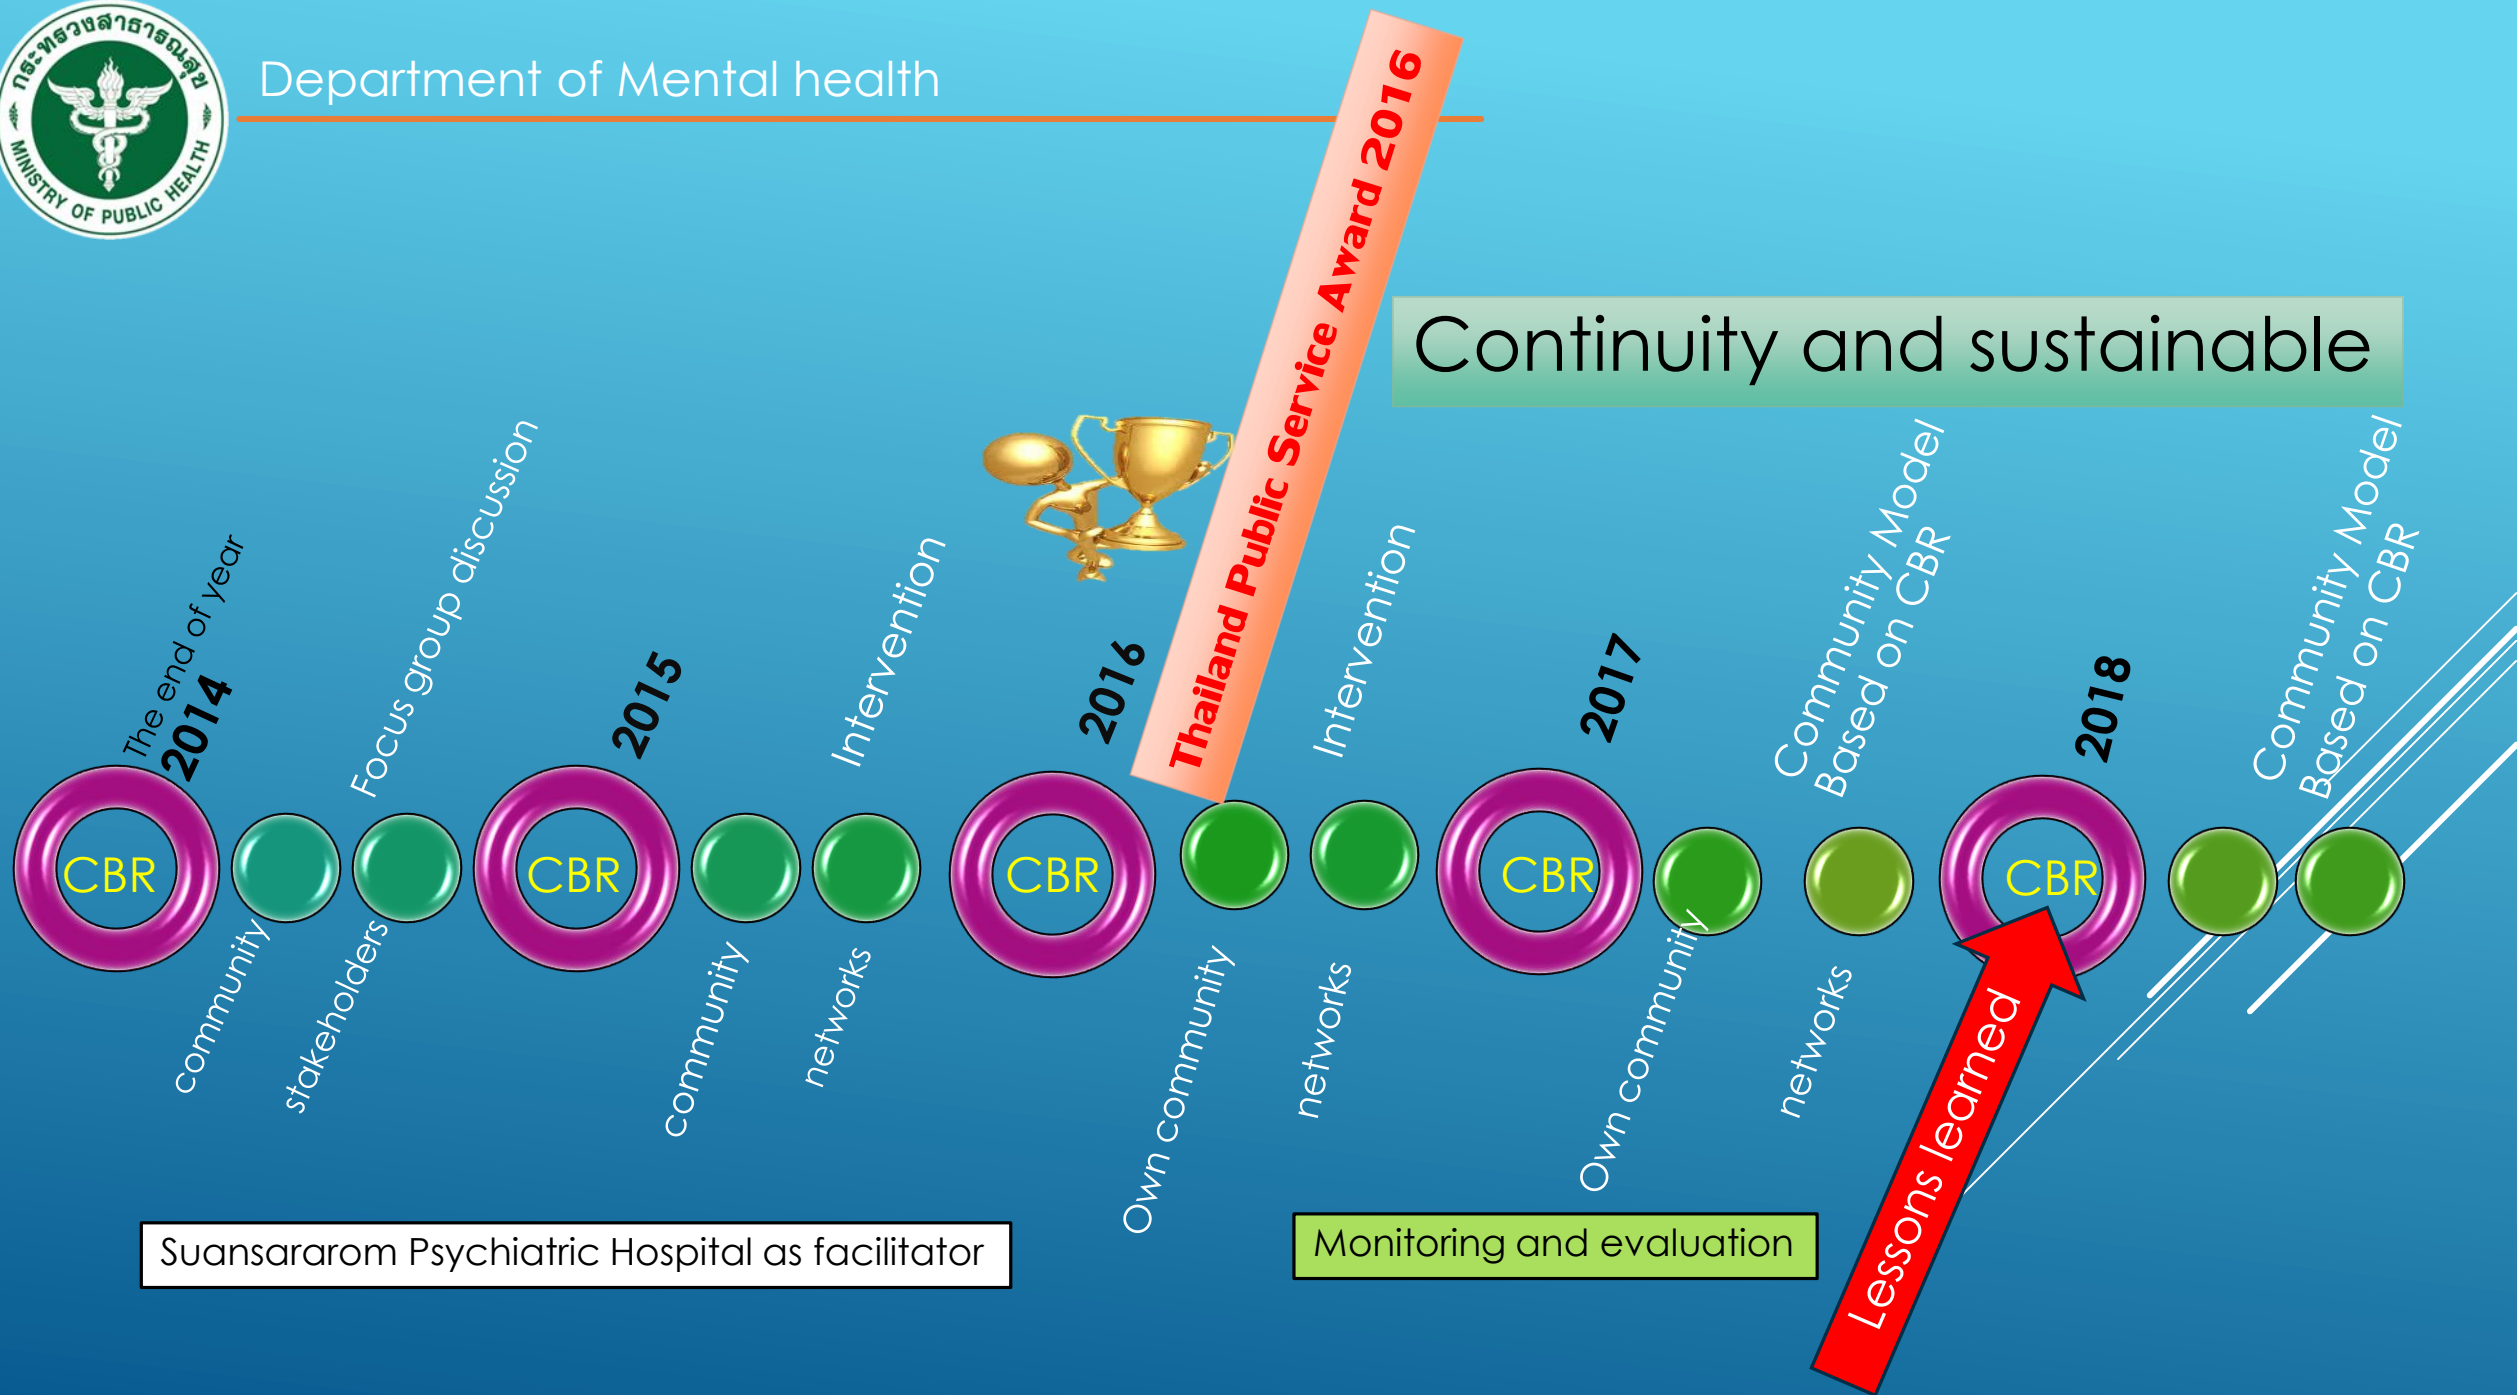 กระทรวงสาธารณสุข
MINISTRY OF PUBLIC HEALTH
Department of Mental health
Thailand Public Service Award 2016
Continuity and sustainable
The end of year
2014
Focus group discussion
2015
Intervention
2016
Intervention
2017
Community Model
Based on CBR
2018
Community Model
Based on CBR
CBR
CBR
CBR
CBR
CBR
community
stakeholders
community
networks
Own community
networks
Own community
networks
Lessons learned
Suansararom Psychiatric Hospital as facilitator
Monitoring and evaluation